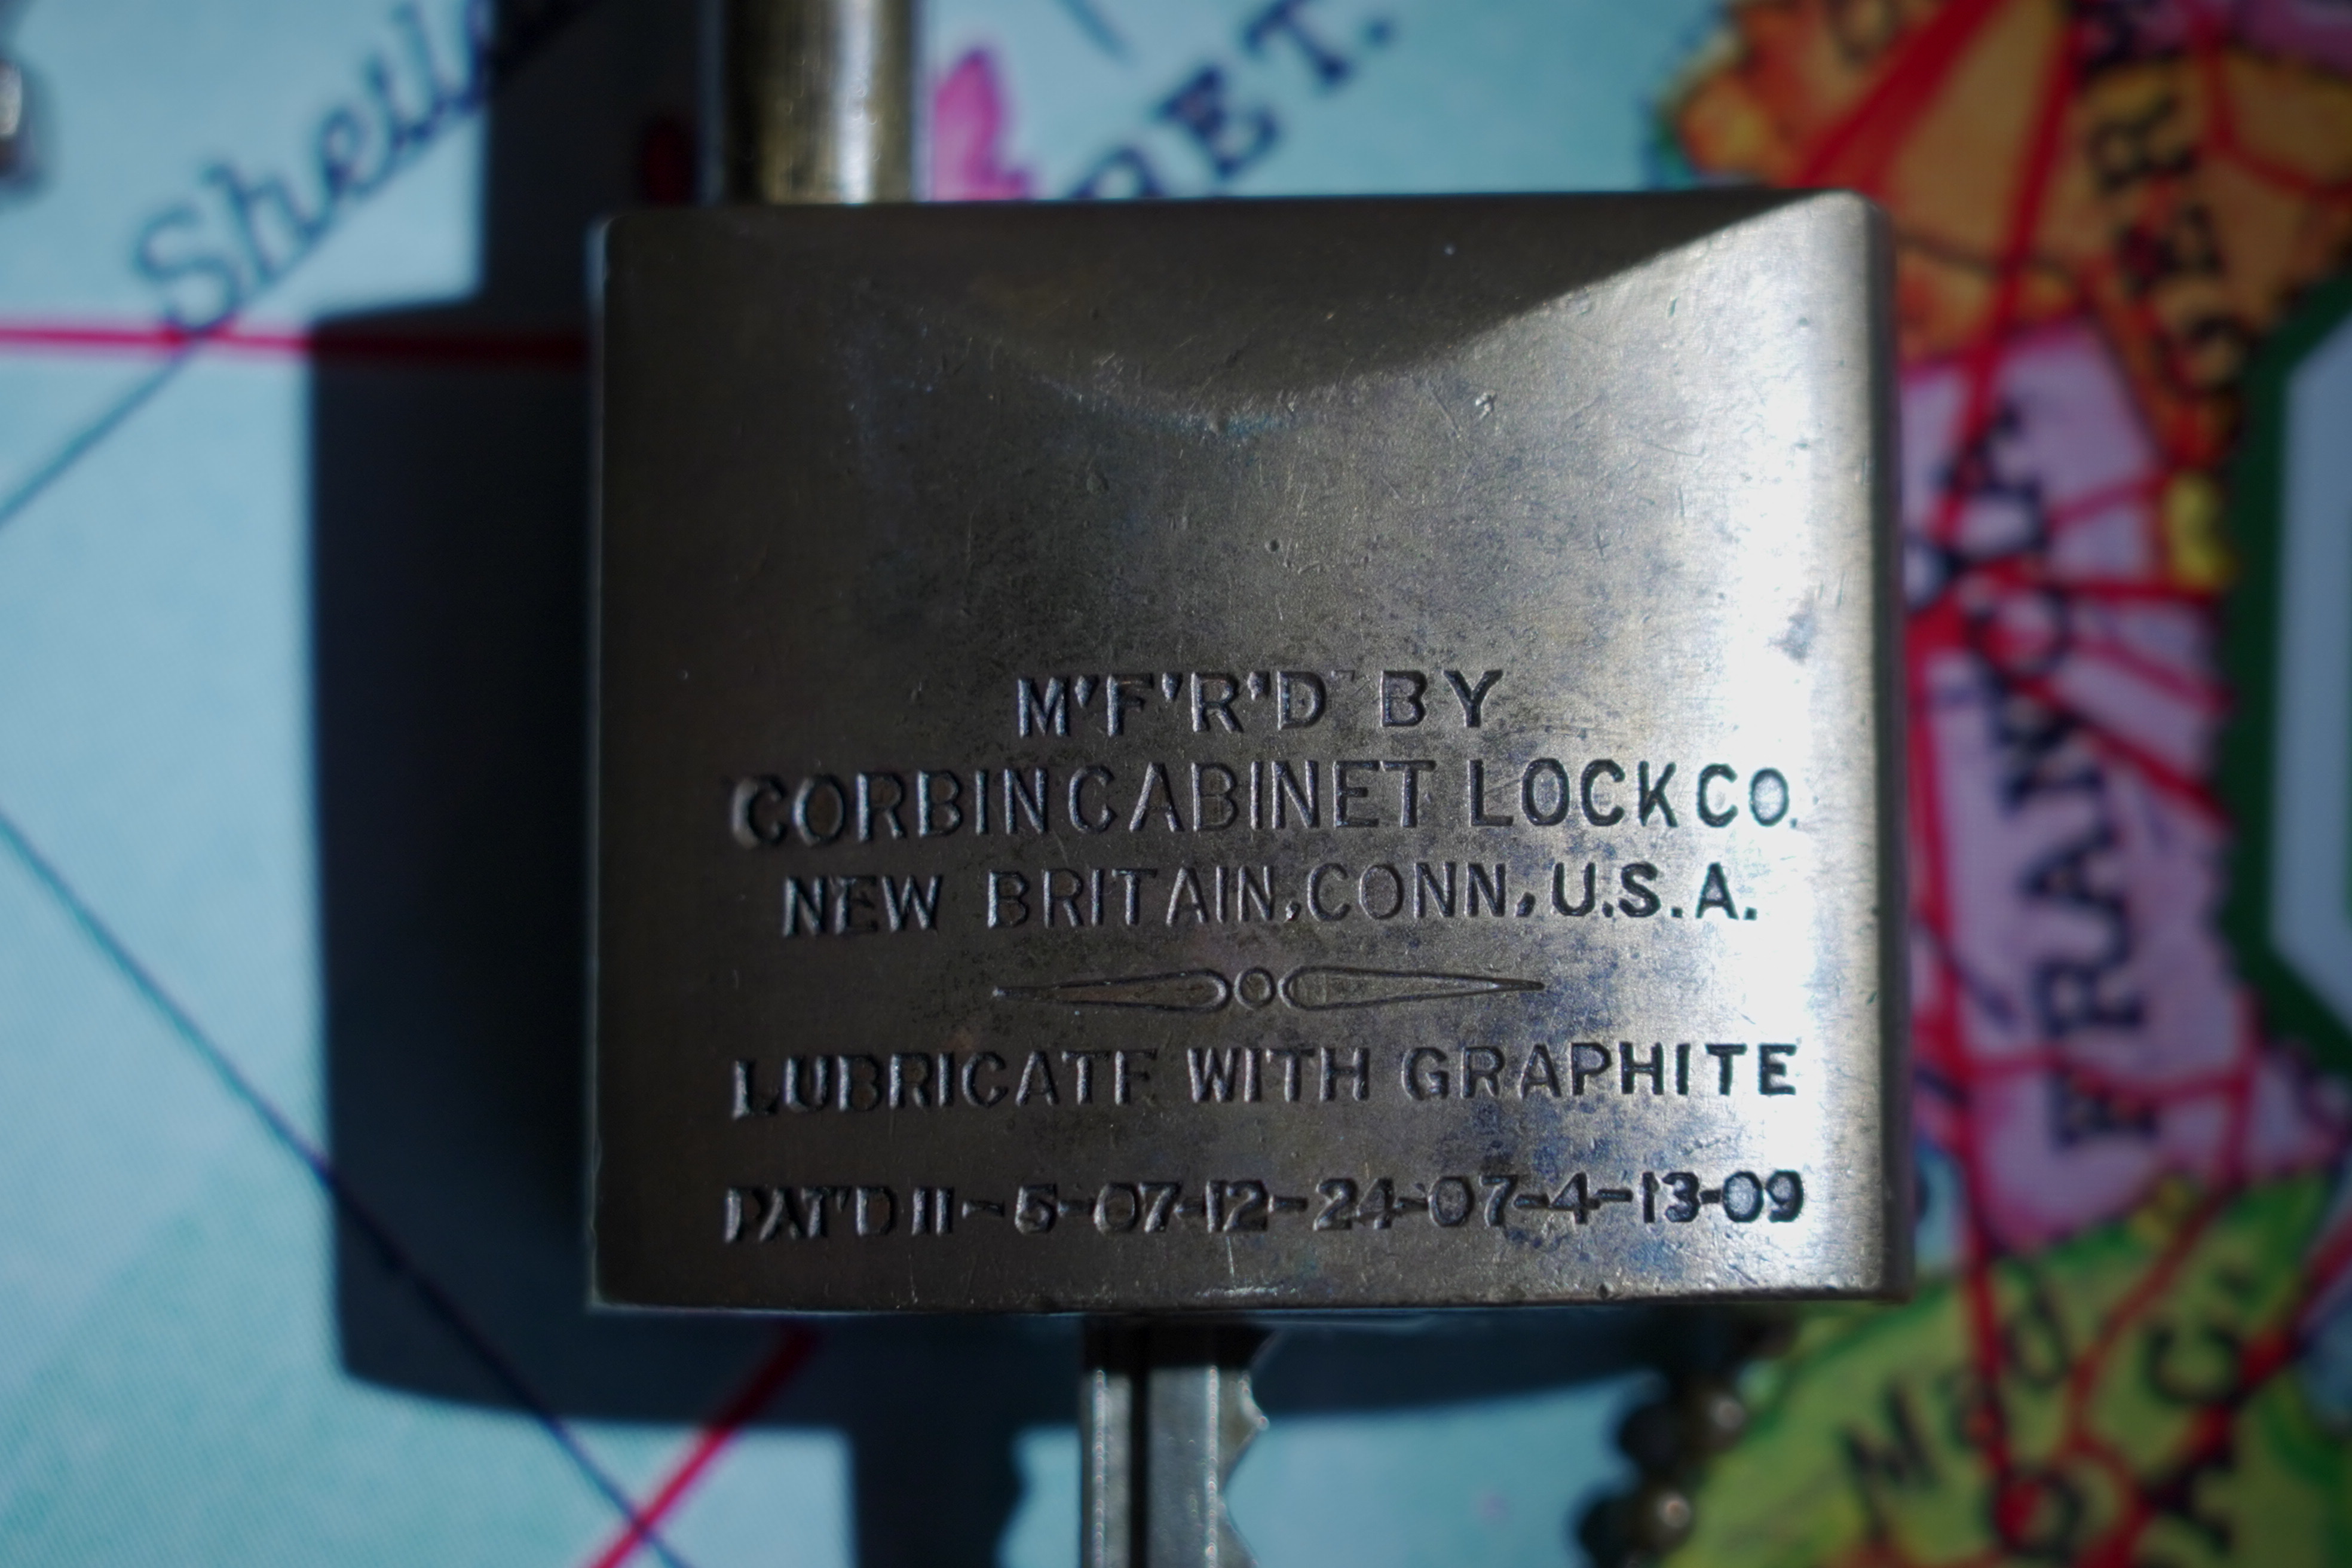 M'F'R'D BY
CORBIN CABINET LOCK CO.
NEW BRITAIN, CONN, U.S.A.
LUBRICATE WITH GRAPHITE
PAT'D 11-5-07-12-24-07-4-13-09